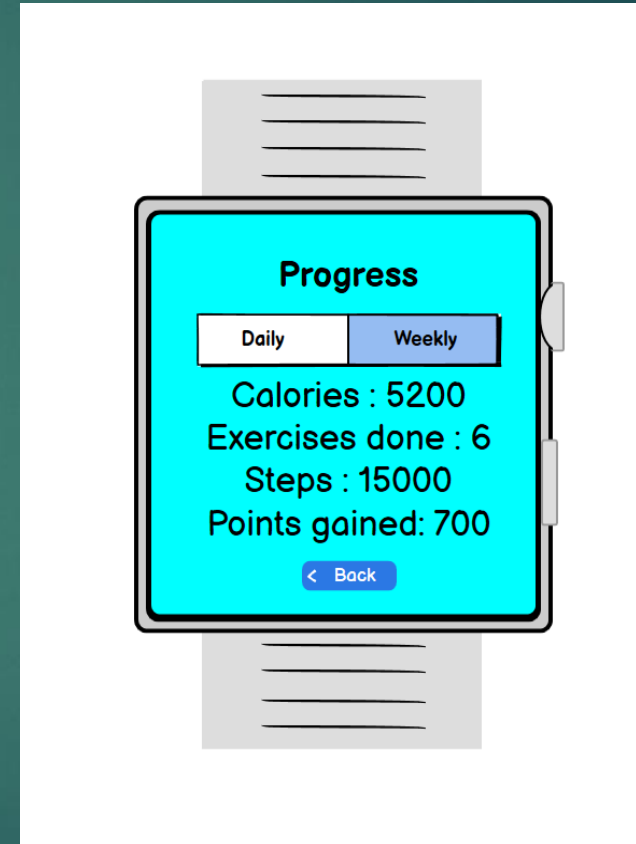 Progress
Daily Weekly
Calories : 5200
Exercises done : 6
Steps : 15000
Points gained: 700
< Back